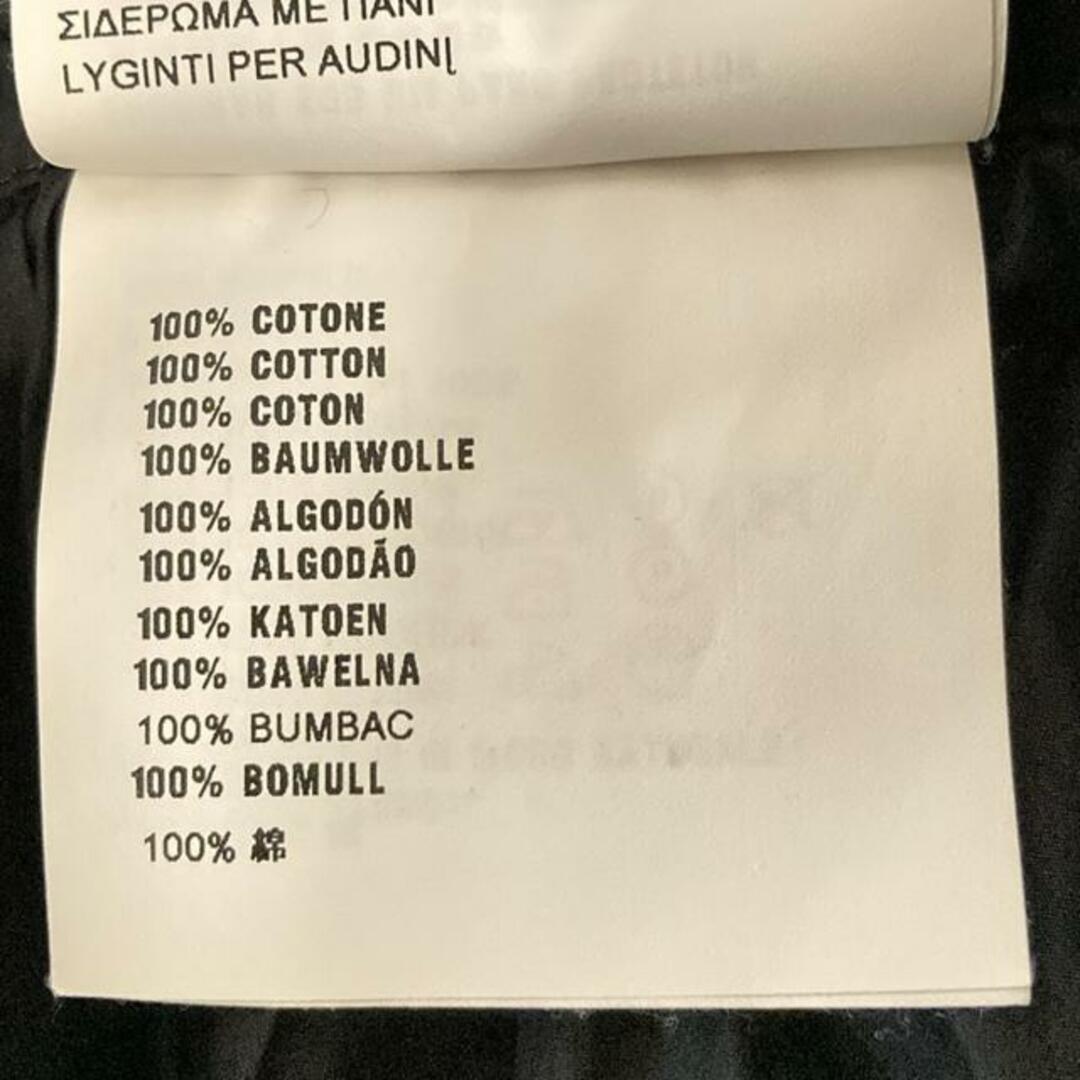 ΣΙΔΕΡΩΜΑ ΜΕ ΠΑΝΙ
LYGINTI PER AUDINĮ
100% COTONE
100% COTTON
100% COTON
100% BAUMWOLLE
100% ALGODÓN
100% ALGODÃO
100% KATOEN
100% BAWELNA
100% BUMBAC
100% BOMULL
100% 綿